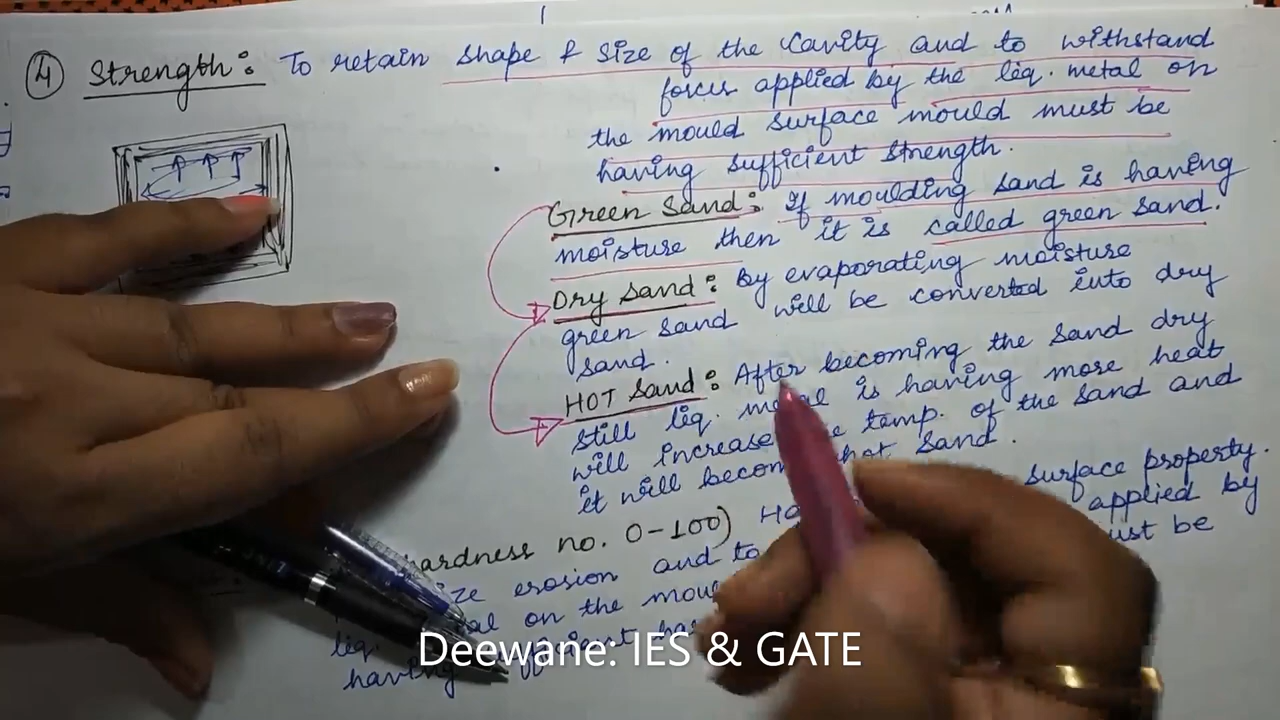 ④ Strength: To retain shape & size of the cavity and to withstand
forces applied by the liq. metal on
the mould surface mould must be
having sufficient strength.
Green Sand: If moulding sand is having
moisture then it is called green sand.
Dry Sand: By evaporating moisture
green sand will be converted into dry
sand.
HOT Sand: After becoming the sand dry
still liq. metal is having more heat
will increase temp. of the sand and
it will become hot sand.
hardness no. 0-100) surface property.
erosion and to applied by
liq. on the must be
having sufficient
Deewane: IES & GATE